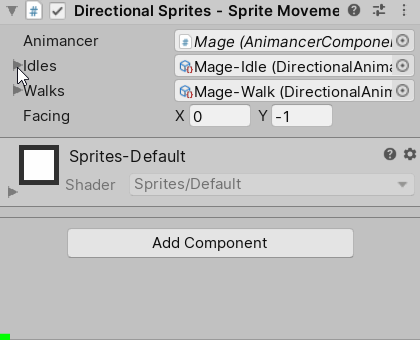 Directional Sprites - Sprite Moveme
Animancer Mage (AnimancerCompone
Idles Mage-Idle (DirectionalAnima
Walks Mage-Walk (DirectionalAnim
Facing X 0 Y -1
Sprites-Default
Shader Sprites/Default
Add Component